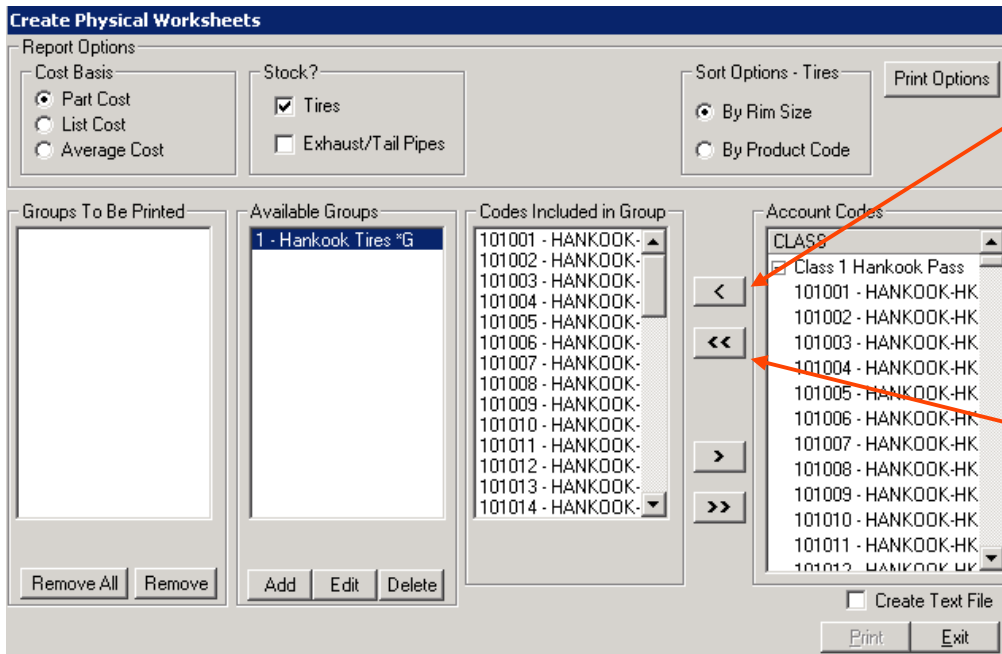 Create Physical Worksheets
Report Options
Cost Basis
Part Cost
List Cost
Average Cost
Stock?
Tires
Exhaust/Tail Pipes
Sort Options - Tires
By Rim Size
By Product Code
Print Options
Groups To Be Printed
Remove All
Remove
Available Groups
1 - Hankook Tires *G
Add
Edit
Delete
Codes Included in Group
101001 - HANKOOK-
101002 - HANKOOK-
101003 - HANKOOK-
101004 - HANKOOK-
101005 - HANKOOK-
101006 - HANKOOK-
101007 - HANKOOK-
101008 - HANKOOK-
101009 - HANKOOK-
101010 - HANKOOK-
101011 - HANKOOK-
101012 - HANKOOK-
101013 - HANKOOK-
101014 - HANKOOK-
<
<<
>
>>
Account Codes
CLASS
Class 1 Hankook Pass
101001 - HANKOOK-HK
101002 - HANKOOK-HK
101003 - HANKOOK-HK
101004 - HANKOOK-HK
101005 - HANKOOK-HK
101006 - HANKOOK-HK
101007 - HANKOOK-HK
101008 - HANKOOK-HK
101009 - HANKOOK-HK
101010 - HANKOOK-HK
101011 - HANKOOK-HK
101012 - HANKOOK-HK
Create Text File
Print
Exit